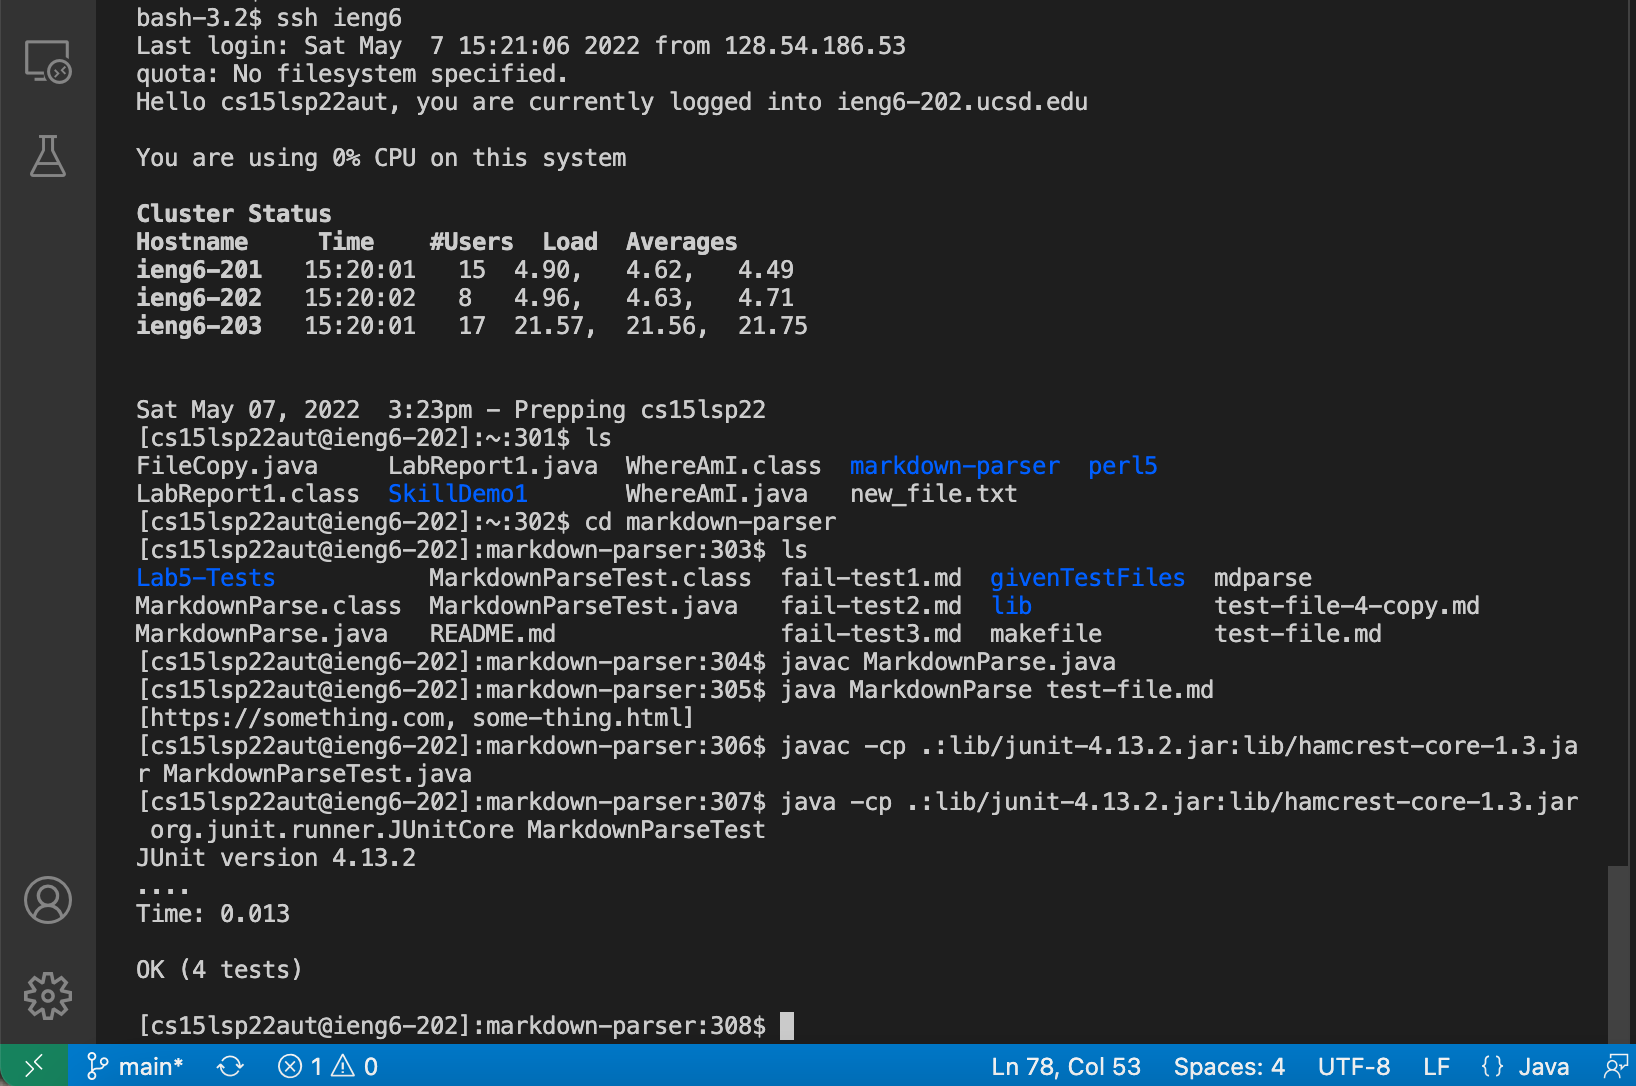 bash-3.2$ ssh ieng6
Last login: Sat May  7 15:21:06 2022 from 128.54.186.53
quota: No filesystem specified.
Hello cs15lsp22aut, you are currently logged into ieng6-202.ucsd.edu
You are using 0% CPU on this system
Cluster Status
Hostname     Time    #Users  Load  Averages
ieng6-201   15:20:01   15  4.90,   4.62,   4.49
ieng6-202   15:20:02   8   4.96,   4.63,   4.71
ieng6-203   15:20:01   17  21.57,  21.56,  21.75
Sat May 07, 2022  3:23pm - Prepping cs15lsp22
[cs15lsp22aut@ieng6-202]:~:301$ ls
FileCopy.java     LabReport1.java  WhereAmI.class  markdown-parser  perl5
LabReport1.class  SkillDemo1       WhereAmI.java   new_file.txt
[cs15lsp22aut@ieng6-202]:~:302$ cd markdown-parser
[cs15lsp22aut@ieng6-202]:markdown-parser:303$ ls
Lab5-Tests           MarkdownParseTest.class  fail-test1.md  givenTestFiles  mdparse
MarkdownParse.class  MarkdownParseTest.java   fail-test2.md  lib             test-file-4-copy.md
MarkdownParse.java   README.md                fail-test3.md  makefile        test-file.md
[cs15lsp22aut@ieng6-202]:markdown-parser:304$ javac MarkdownParse.java
[cs15lsp22aut@ieng6-202]:markdown-parser:305$ java MarkdownParse test-file.md
[https://something.com, some-thing.html]
[cs15lsp22aut@ieng6-202]:markdown-parser:306$ javac -cp .:lib/junit-4.13.2.jar:lib/hamcrest-core-1.3.ja
r MarkdownParseTest.java
[cs15lsp22aut@ieng6-202]:markdown-parser:307$ java -cp .:lib/junit-4.13.2.jar:lib/hamcrest-core-1.3.jar
 org.junit.runner.JUnitCore MarkdownParseTest
JUnit version 4.13.2
....
Time: 0.013
OK (4 tests)
[cs15lsp22aut@ieng6-202]:markdown-parser:308$
main* 1 0 Ln 78, Col 53 Spaces: 4 UTF-8 LF {} Java